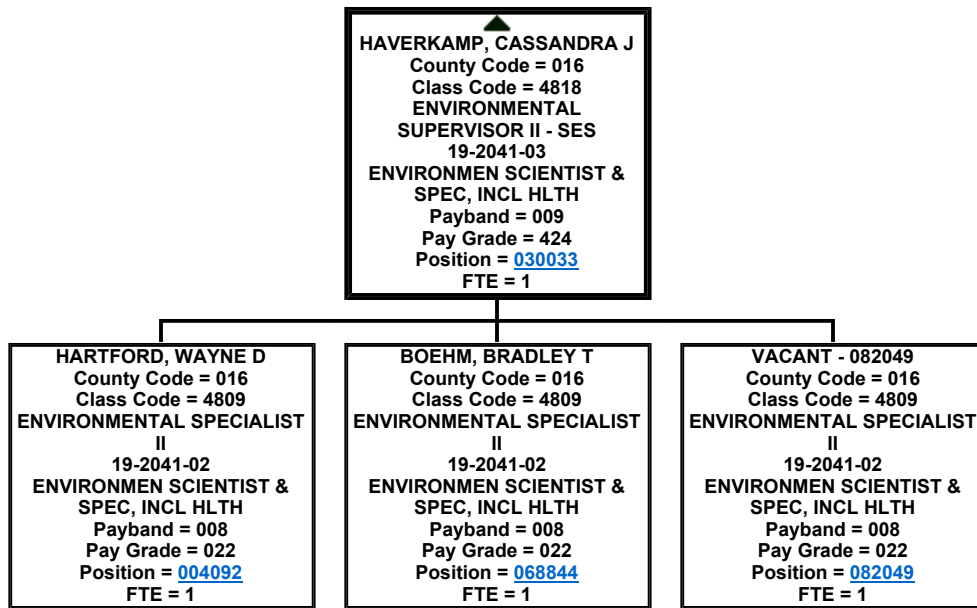 HAVERKAMP, CASSANDRA J
County Code = 016
Class Code = 4818
ENVIRONMENTAL
SUPERVISOR II - SES
19-2041-03
ENVIRONMEN SCIENTIST &
SPEC, INCL HLTH
Payband = 009
Pay Grade = 424
Position = 030033
FTE = 1
HARTFORD, WAYNE D
County Code = 016
Class Code = 4809
ENVIRONMENTAL SPECIALIST
II
19-2041-02
ENVIRONMEN SCIENTIST &
SPEC, INCL HLTH
Payband = 008
Pay Grade = 022
Position = 004092
FTE = 1
BOEHM, BRADLEY T
County Code = 016
Class Code = 4809
ENVIRONMENTAL SPECIALIST
II
19-2041-02
ENVIRONMEN SCIENTIST &
SPEC, INCL HLTH
Payband = 008
Pay Grade = 022
Position = 068844
FTE = 1
VACANT - 082049
County Code = 016
Class Code = 4809
ENVIRONMENTAL SPECIALIST
II
19-2041-02
ENVIRONMEN SCIENTIST &
SPEC, INCL HLTH
Payband = 008
Pay Grade = 022
Position = 082049
FTE = 1